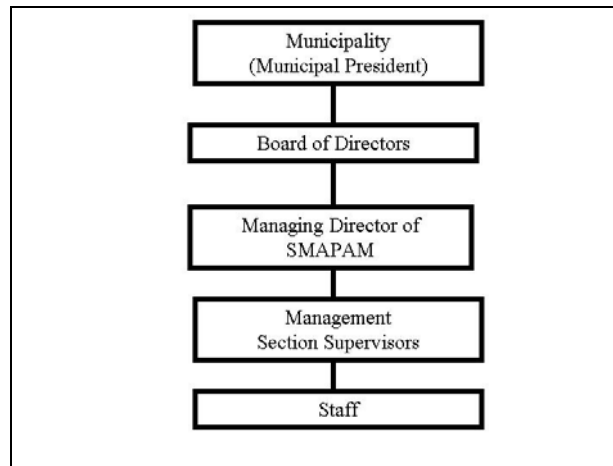 Municipality
(Municipal President)
Board of Directors
Managing Director of
SMAPAM
Management
Section Supervisors
Staff